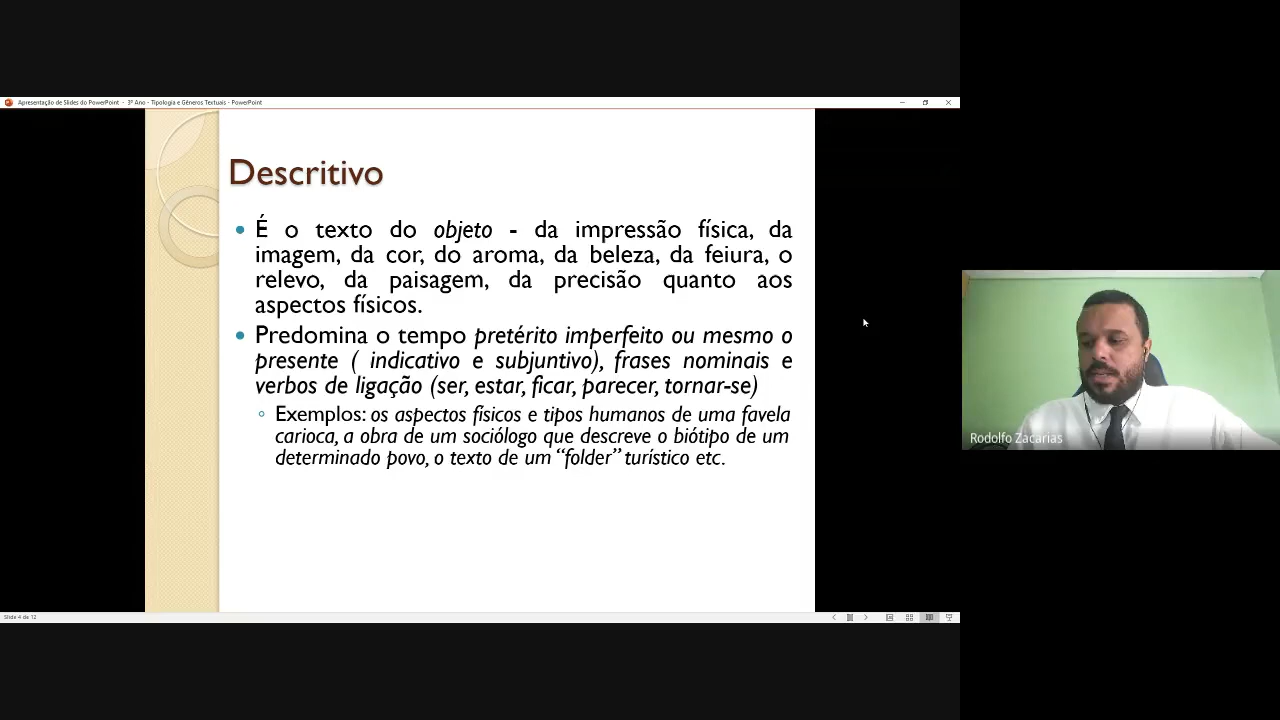 Apresentação de Slides do PowerPoint - 3º Ano - Tipologia e Gêneros Textuais - PowerPoint
Descritivo
• É o texto do objeto - da impressão física, da
imagem, da cor, do aroma, da beleza, da feiura, o
relevo, da paisagem, da precisão quanto aos
aspectos físicos.
• Predomina o tempo pretérito imperfeito ou mesmo o
presente ( indicativo e subjuntivo), frases nominais e
verbos de ligação (ser, estar, ficar, parecer, tornar-se)
◦ Exemplos: os aspectos físicos e tipos humanos de uma favela
carioca, a obra de um sociólogo que descreve o biótipo de um
determinado povo, o texto de um “folder” turístico etc.
Rodolfo Zacarias
Slide 4 de 12